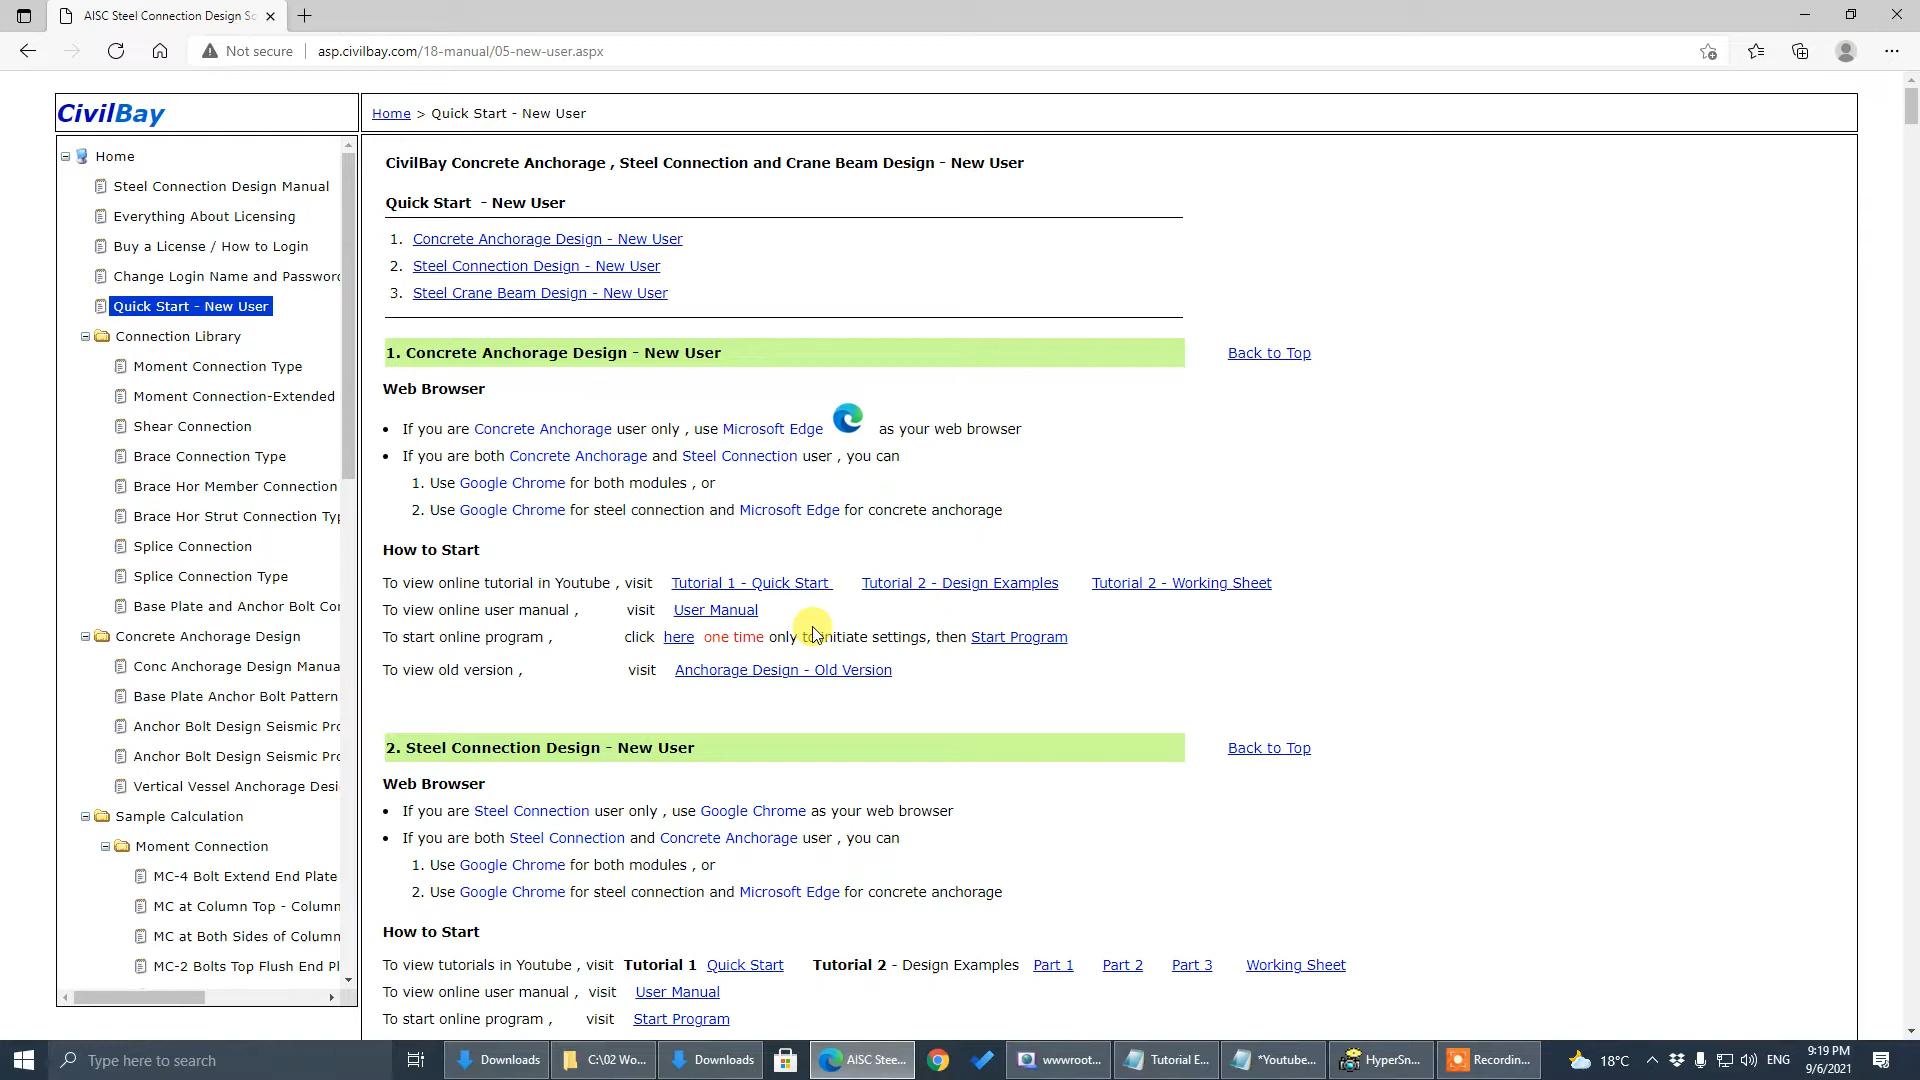 AISC Steel Connection Design So
Not secure
asp.civilbay.com/18-manual/05-new-user.aspx
CivilBay
Home > Quick Start - New User
Home
Steel Connection Design Manual
Everything About Licensing
Buy a License / How to Login
Change Login Name and Password
Quick Start - New User
Connection Library
Moment Connection Type
Moment Connection-Extended
Shear Connection
Brace Connection Type
Brace Hor Member Connection
Brace Hor Strut Connection Typ
Splice Connection
Splice Connection Type
Base Plate and Anchor Bolt Con
Concrete Anchorage Design
Conc Anchorage Design Manua
Base Plate Anchor Bolt Pattern
Anchor Bolt Design Seismic Pro
Anchor Bolt Design Seismic Pro
Vertical Vessel Anchorage Desi
Sample Calculation
Moment Connection
MC-4 Bolt Extend End Plate
MC at Column Top - Column
MC at Both Sides of Column
MC-2 Bolts Top Flush End Pl
CivilBay Concrete Anchorage , Steel Connection and Crane Beam Design - New User
Quick Start - New User
1. Concrete Anchorage Design - New User
2. Steel Connection Design - New User
3. Steel Crane Beam Design - New User
1. Concrete Anchorage Design - New User Back to Top
Web Browser
• If you are Concrete Anchorage user only , use Microsoft Edge as your web browser
• If you are both Concrete Anchorage and Steel Connection user , you can
1. Use Google Chrome for both modules , or
2. Use Google Chrome for steel connection and Microsoft Edge for concrete anchorage
How to Start
To view online tutorial in Youtube , visit Tutorial 1 - Quick Start Tutorial 2 - Design Examples Tutorial 2 - Working Sheet
To view online user manual , visit User Manual
To start online program , click here one time only to initiate settings, then Start Program
To view old version , visit Anchorage Design - Old Version
2. Steel Connection Design - New User Back to Top
Web Browser
• If you are Steel Connection user only , use Google Chrome as your web browser
• If you are both Steel Connection and Concrete Anchorage user , you can
1. Use Google Chrome for both modules , or
2. Use Google Chrome for steel connection and Microsoft Edge for concrete anchorage
How to Start
To view tutorials in Youtube , visit Tutorial 1 Quick Start Tutorial 2 - Design Examples Part 1 Part 2 Part 3 Working Sheet
To view online user manual , visit User Manual
To start online program , visit Start Program
Type here to search
Downloads
C:\02 Wo...
Downloads
AISC Stee...
wwwroot...
Tutorial E...
*Youtube...
HyperSn...
Recordin...
18°C
ENG
9:19 PM
9/6/2021